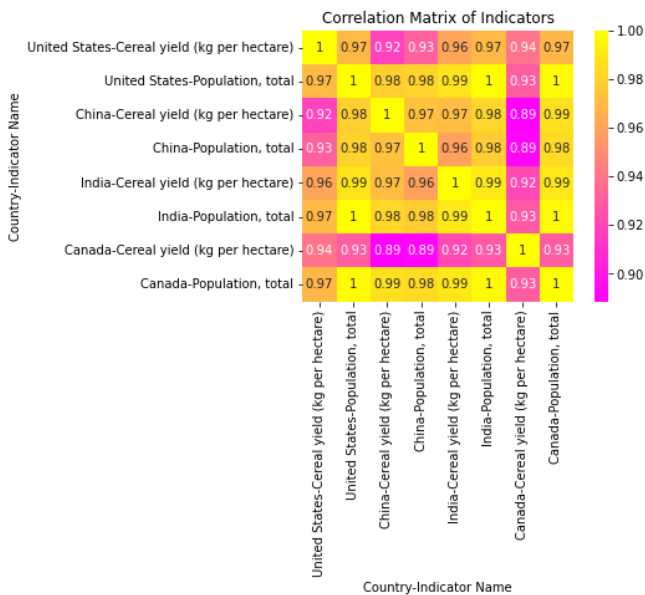 Correlation Matrix of Indicators
United States-Cereal yield (kg per hectare) 1 0.97 0.92 0.93 0.96 0.97 0.94 0.97
United States-Population, total 0.97 1 0.98 0.98 0.99 1 0.93 1
China-Cereal yield (kg per hectare) 0.92 0.98 1 0.97 0.97 0.98 0.89 0.99
China-Population, total 0.93 0.98 0.97 1 0.96 0.98 0.89 0.98
India-Cereal yield (kg per hectare) 0.96 0.99 0.97 0.96 1 0.99 0.92 0.99
India-Population, total 0.97 1 0.98 0.98 0.99 1 0.93 1
Canada-Cereal yield (kg per hectare) 0.94 0.93 0.89 0.89 0.92 0.93 1 0.93
Canada-Population, total 0.97 1 0.99 0.98 0.99 1 0.93 1
Country-Indicator Name
United States-Cereal yield (kg per hectare)
United States-Population, total
China-Cereal yield (kg per hectare)
China-Population, total
India-Cereal yield (kg per hectare)
India-Population, total
Canada-Cereal yield (kg per hectare)
Canada-Population, total
Country-Indicator Name
1.00
0.98
0.96
0.94
0.92
0.90